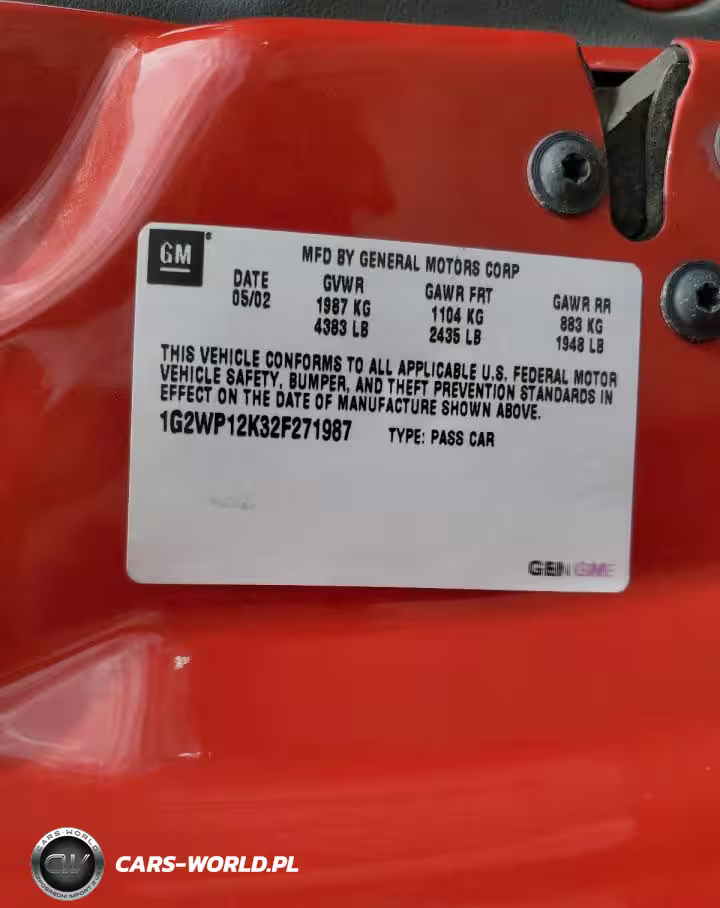 GM
MFD BY GENERAL MOTORS CORP
DATE GVWR GAWR FRT GAWR RR
05/02 1987 KG 1104 KG 883 KG
4383 LB 2435 LB 1948 LB
THIS VEHICLE CONFORMS TO ALL APPLICABLE U.S. FEDERAL MOTOR
VEHICLE SAFETY, BUMPER, AND THEFT PREVENTION STANDARDS IN
EFFECT ON THE DATE OF MANUFACTURE SHOWN ABOVE.
1G2WP12K32F271987 TYPE: PASS CAR
CARS-WORLD
CW
CARS-WORLD.PL